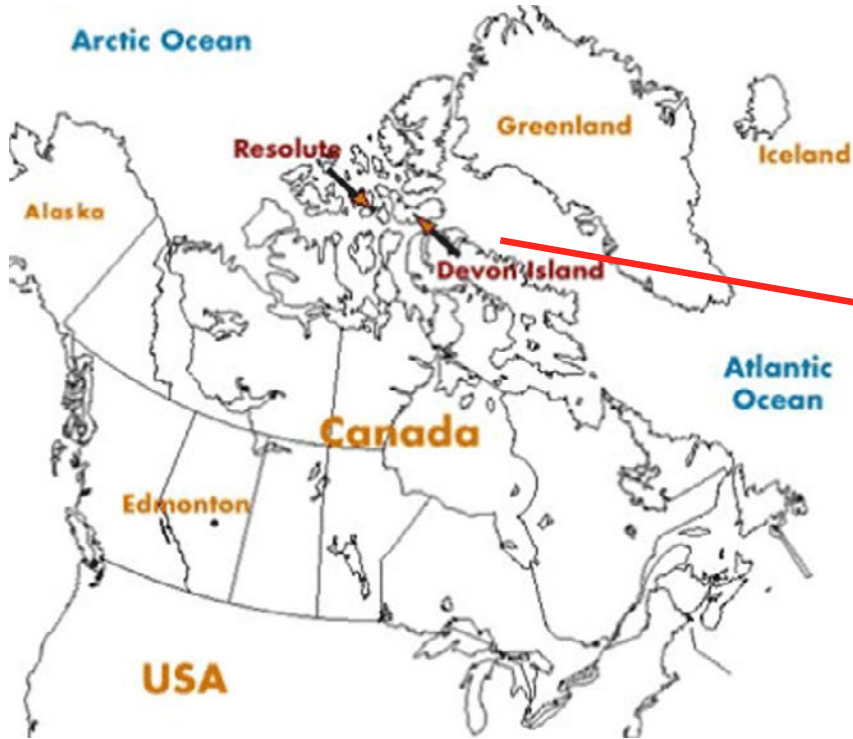 Arctic Ocean
Greenland
Resolute
Iceland
Alaska
Devon Island
Atlantic
Ocean
Canada
Edmonton
USA